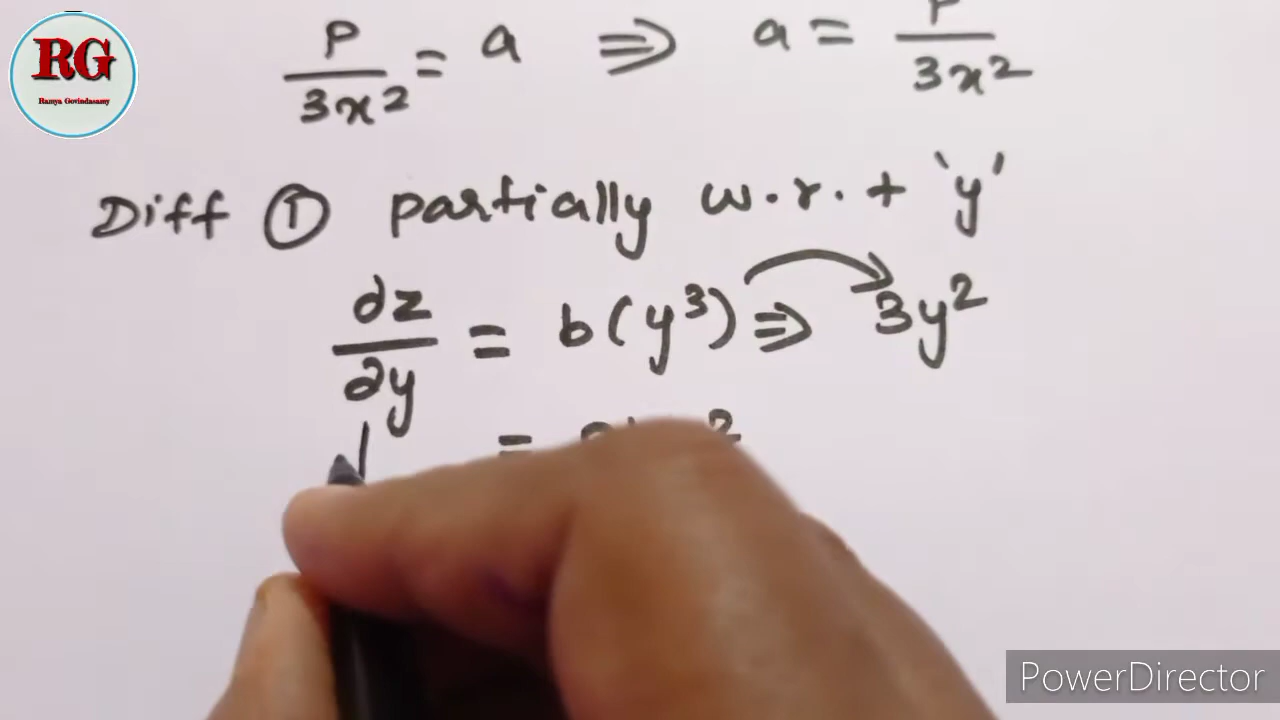 RG
Ramya Govindasamy
P/3x² = a ⇒ a = P/3x²
Diff ① partially w.r.t 'y'
∂z/∂y = b(y³) ⇒ 3y²
=
PowerDirector